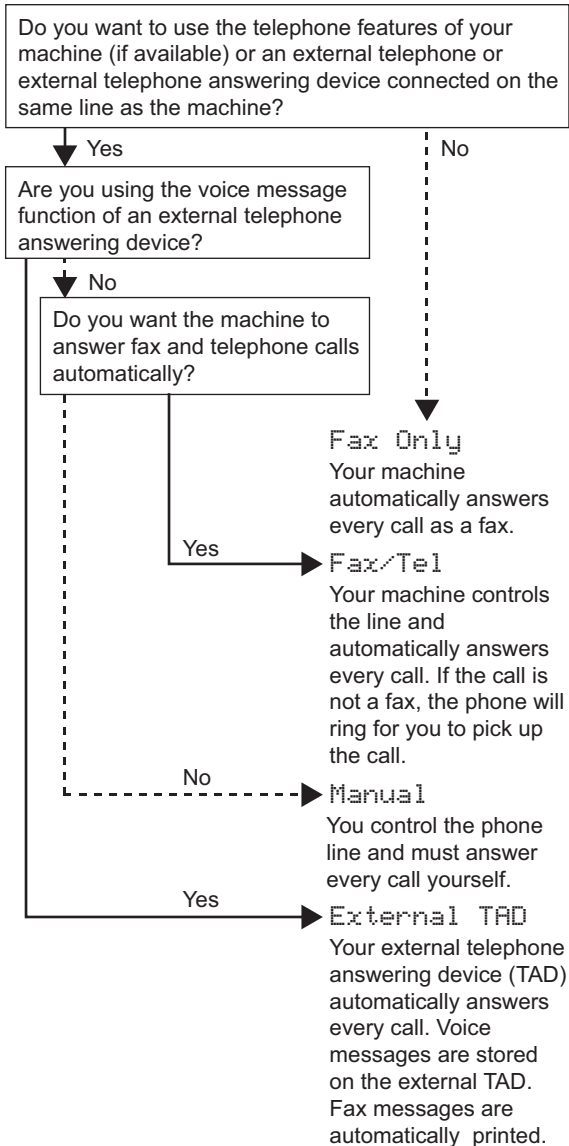 Do you want to use the telephone features of your
machine (if available) or an external telephone or
external telephone answering device connected on the
same line as the machine?
Yes
No
Are you using the voice message
function of an external telephone
answering device?
No
Do you want the machine to
answer fax and telephone calls
automatically?
Fax Only
Your machine
automatically answers
every call as a fax.
Yes
Fax/Tel
Your machine controls
the line and
automatically answers
every call. If the call is
not a fax, the phone will
ring for you to pick up
the call.
No
Manual
You control the phone
line and must answer
every call yourself.
Yes
External TAD
Your external telephone
answering device (TAD)
automatically answers
every call. Voice
messages are stored
on the external TAD.
Fax messages are
automatically printed.